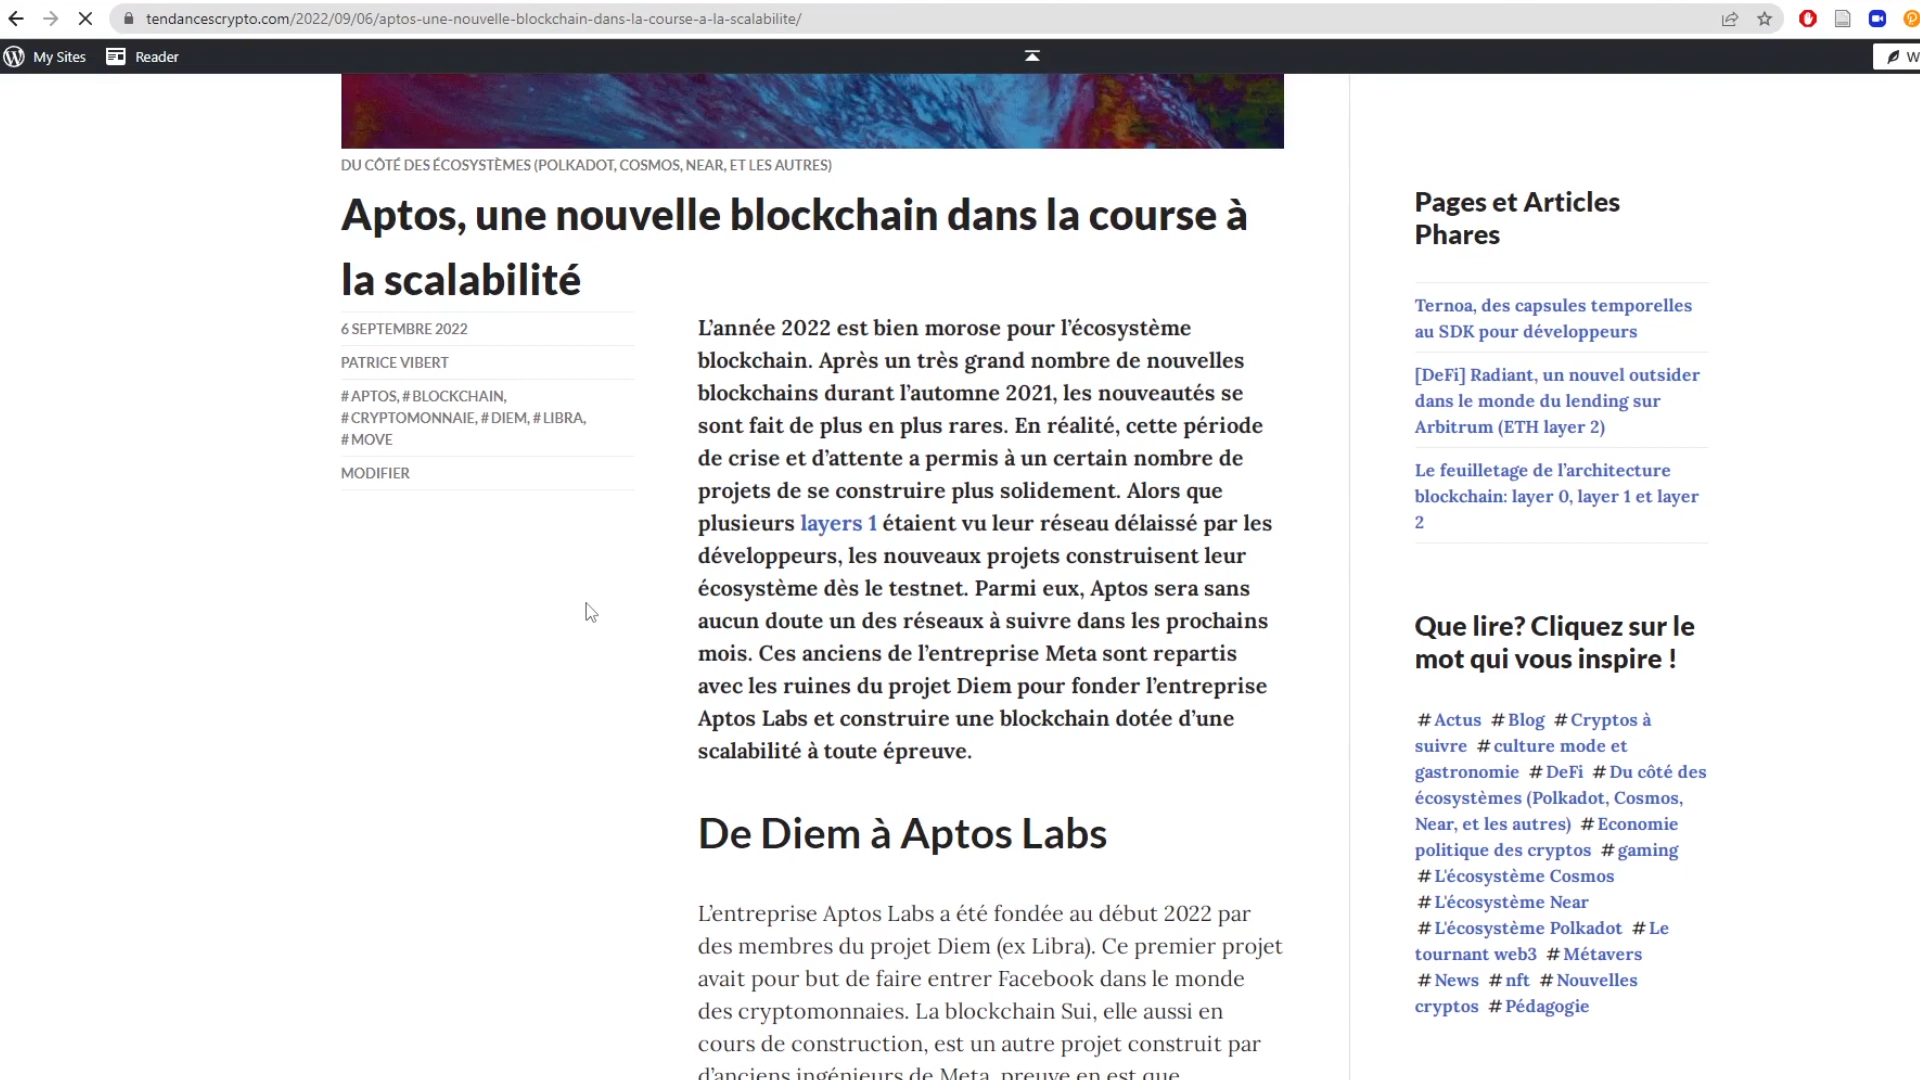 tendancescrypto.com/2022/09/06/aptos-une-nouvelle-blockchain-dans-la-course-a-la-scalabilite/
My Sites
Reader
W
DU CÔTÉ DES ÉCOSYSTÈMES (POLKADOT, COSMOS, NEAR, ET LES AUTRES)
Aptos, une nouvelle blockchain dans la course à
la scalabilité
6 SEPTEMBRE 2022
PATRICE VIBERT
#APTOS, #BLOCKCHAIN,
#CRYPTOMONNAIE, #DIEM, #LIBRA,
#MOVE
MODIFIER
L'année 2022 est bien morose pour l'écosystème
blockchain. Après un très grand nombre de nouvelles
blockchains durant l'automne 2021, les nouveautés se
sont fait de plus en plus rares. En réalité, cette période
de crise et d'attente a permis à un certain nombre de
projets de se construire plus solidement. Alors que
plusieurs layers 1 étaient vu leur réseau délaissé par les
développeurs, les nouveaux projets construisent leur
écosystème dès le testnet. Parmi eux, Aptos sera sans
aucun doute un des réseaux à suivre dans les prochains
mois. Ces anciens de l'entreprise Meta sont repartis
avec les ruines du projet Diem pour fonder l'entreprise
Aptos Labs et construire une blockchain dotée d'une
scalabilité à toute épreuve.
De Diem à Aptos Labs
L'entreprise Aptos Labs a été fondée au début 2022 par
des membres du projet Diem (ex Libra). Ce premier projet
avait pour but de faire entrer Facebook dans le monde
des cryptomonnaies. La blockchain Sui, elle aussi en
cours de construction, est un autre projet construit par
d'anciens ingénieurs de Meta, preuve en est que
Pages et Articles
Phares
Ternoa, des capsules temporelles
au SDK pour développeurs
[DeFi] Radiant, un nouvel outsider
dans le monde du lending sur
Arbitrum (ETH layer 2)
Le feuilletage de l'architecture
blockchain: layer 0, layer 1 et layer
2
Que lire? Cliquez sur le
mot qui vous inspire !
#Actus #Blog #Cryptos à
suivre #culture mode et
gastronomie #DeFi #Du côté des
écosystèmes (Polkadot, Cosmos,
Near, et les autres) #Economie
politique des cryptos #gaming
#L'écosystème Cosmos
#L'écosystème Near
#L'écosystème Polkadot #Le
tournant web3 #Métavers
#News #nft #Nouvelles
cryptos #Pédagogie